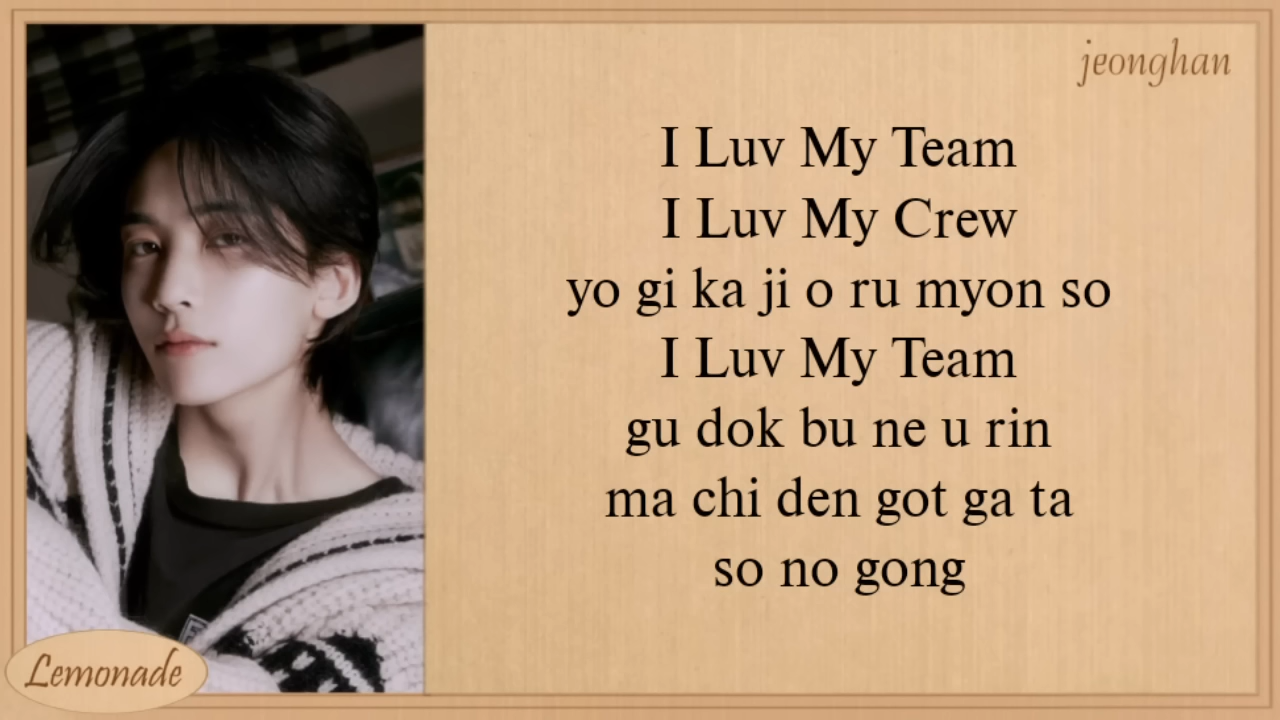 jeonghan
I Luv My Team
I Luv My Crew
yo gi ka ji o ru myon so
I Luv My Team
gu dok bu ne u rin
ma chi den got ga ta
so no gong
Lemonade